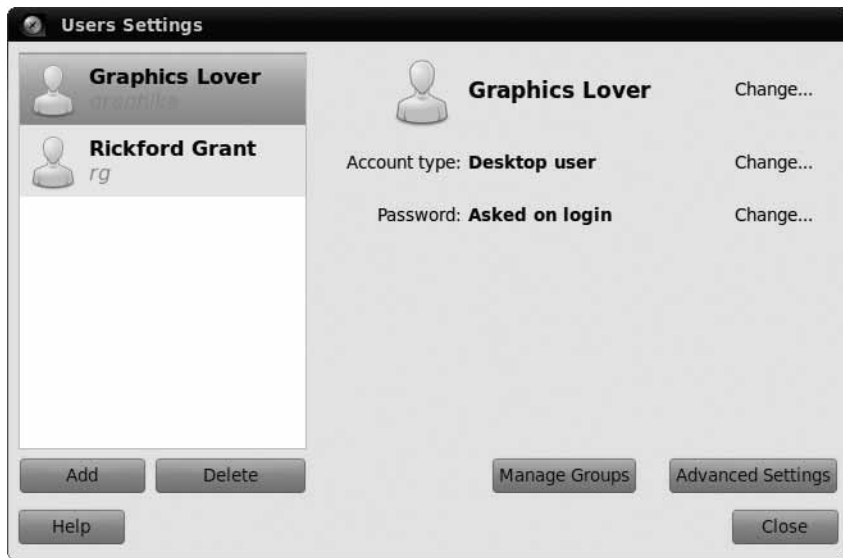 Users Settings
Graphics Lover
graphika
Rickford Grant
rg
Graphics Lover Change...
Account type: Desktop user Change...
Password: Asked on login Change...
Add Delete Manage Groups Advanced Settings
Help Close